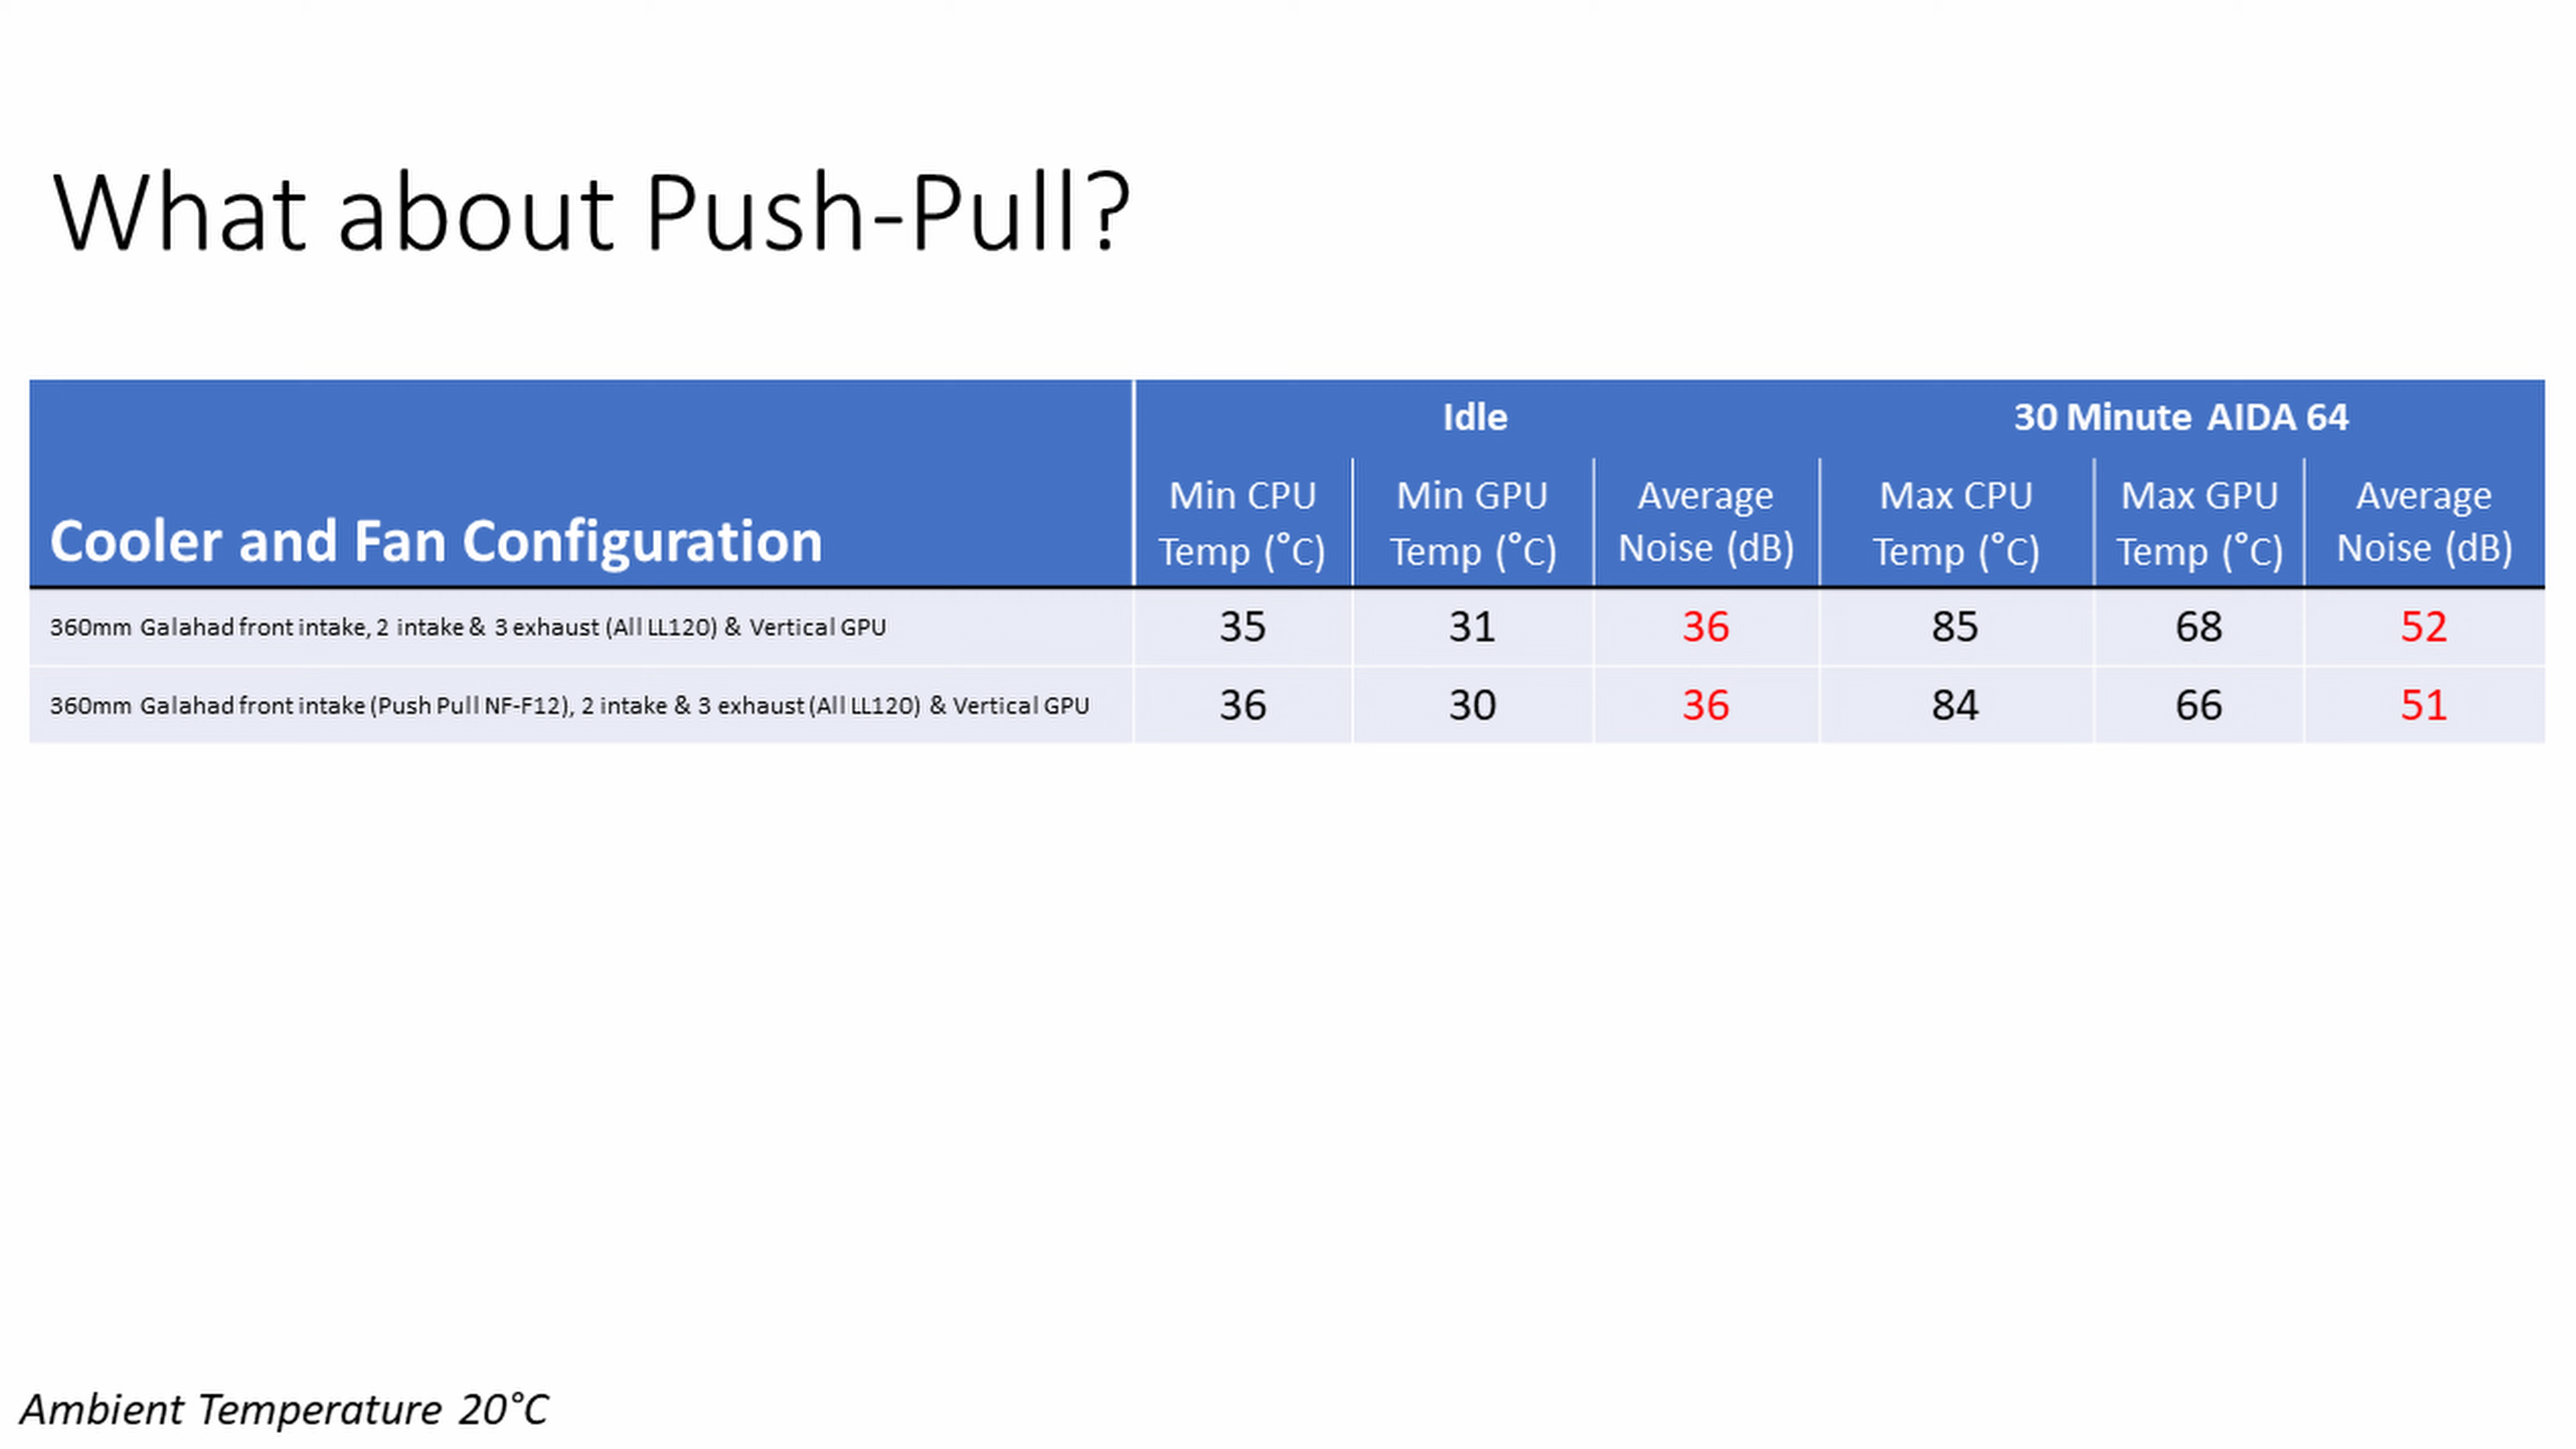 What about Push-Pull?
Idle 30 Minute AIDA 64
Cooler and Fan Configuration Min CPU Temp (°C) Min GPU Temp (°C) Average Noise (dB) Max CPU Temp (°C) Max GPU Temp (°C) Average Noise (dB)
360mm Galahad front intake, 2 intake & 3 exhaust (All LL120) & Vertical GPU 35 31 36 85 68 52
360mm Galahad front intake (Push Pull NF-F12), 2 intake & 3 exhaust (All LL120) & Vertical GPU 36 30 36 84 66 51
Ambient Temperature 20°C